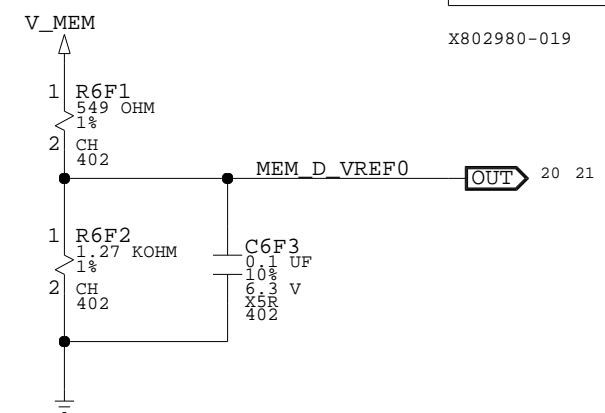 V_MEM
X802980-019
1 R6F1
549 OHM
1%
2 CH
402
MEM_D_VREF0
OUT 20 21
1 R6F2
1.27 KOHM
1%
2 CH
402
C6F3
0.1 UF
10%
6.3 V
X5R
402